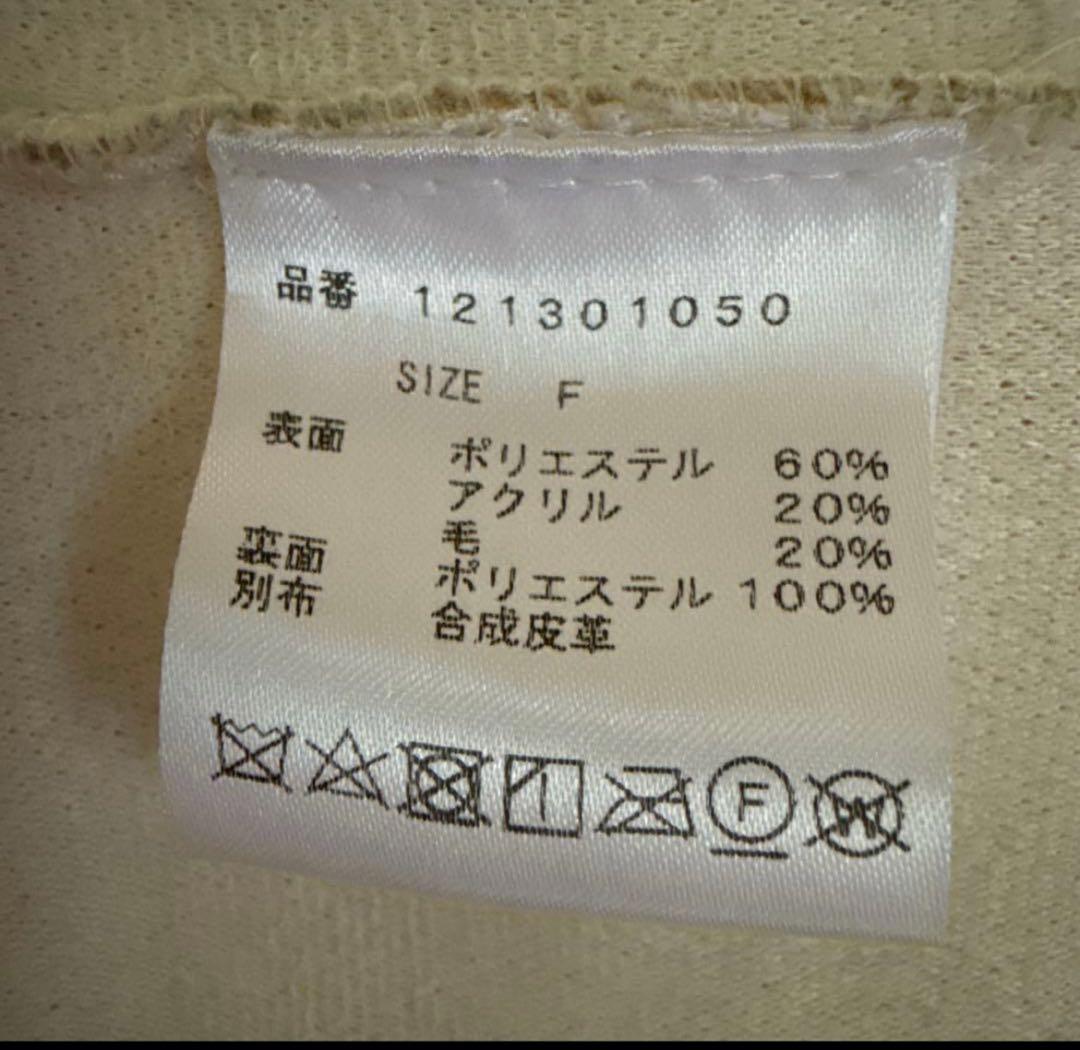 品番 121301050
SIZE F
表面 ポリエステル 60%
アクリル 20%
毛 20%
裏面 ポリエステル 100%
別布 合成皮革
F
W